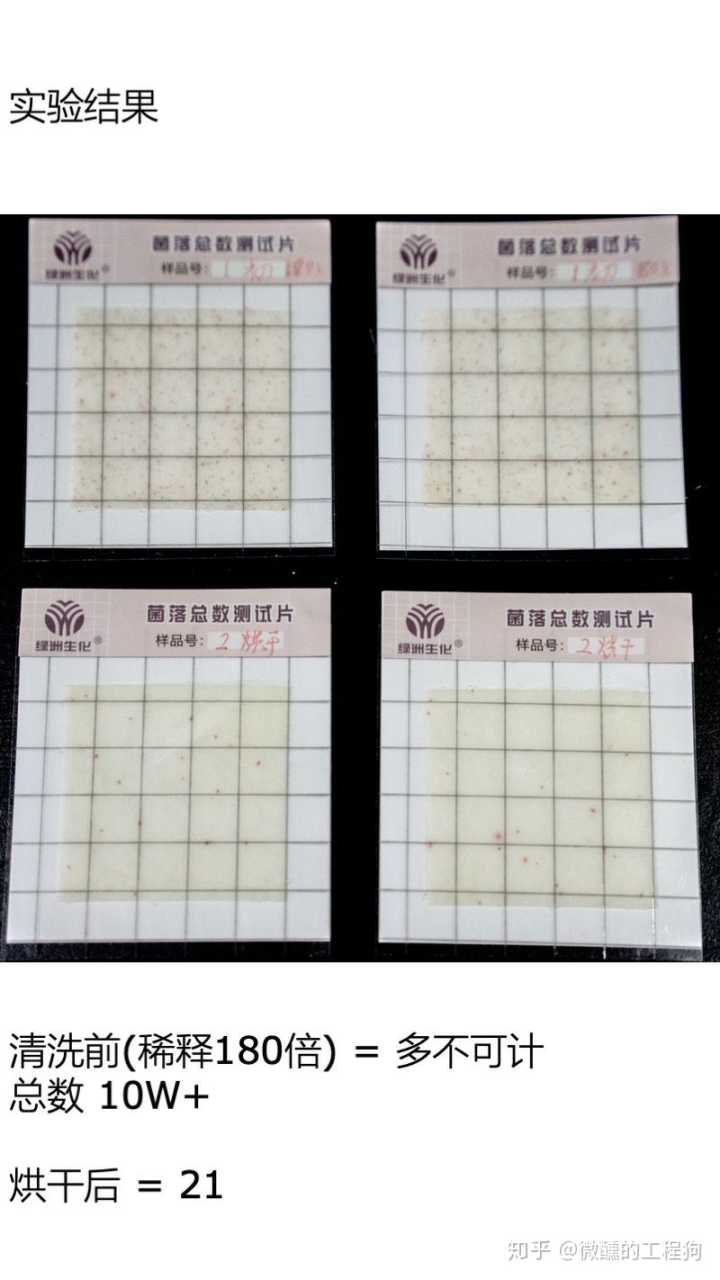 实验结果
菌落总数测试片
绿洲生化®
样品号: 1
菌落总数测试片
绿洲生化®
样品号: 1
菌落总数测试片
绿洲生化®
样品号: 2 烘干
菌落总数测试片
绿洲生化®
样品号: 2 烘干
清洗前(稀释180倍) = 多不可计
总数 10W+
烘干后 = 21
知乎 @微醺的工程狗